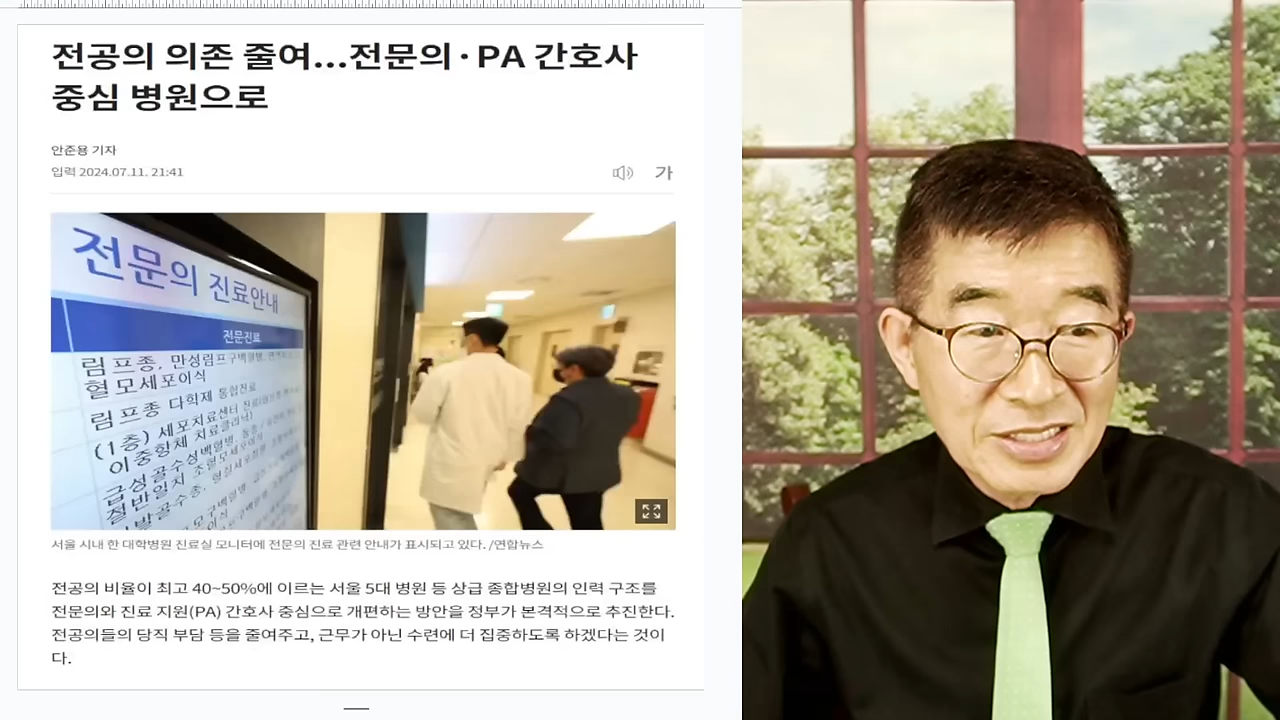 전공의 의존 줄여...전문의·PA 간호사
중심 병원으로
안준용 기자
입력 2024.07.11. 21:41
가
전문의 진료안내
전문진료
림프종, 만성림프구백혈병,
혈모세포이식
림프종 다학제 통합진료
(1층) 세포치료센터
이중항체 치료클리닉)
급성골수성백혈병,
절반일치 조혈모세포이식
서울 시내 한 대학병원 진료실 모니터에 전문의 진료 관련 안내가 표시되고 있다. /연합뉴스
전공의 비율이 최고 40~50%에 이르는 서울 5대 병원 등 상급 종합병원의 인력 구조를
전문의와 진료 지원(PA) 간호사 중심으로 개편하는 방안을 정부가 본격적으로 추진한다.
전공의들의 당직 부담 등을 줄여주고, 근무가 아닌 수련에 더 집중하도록 하겠다는 것이
다.